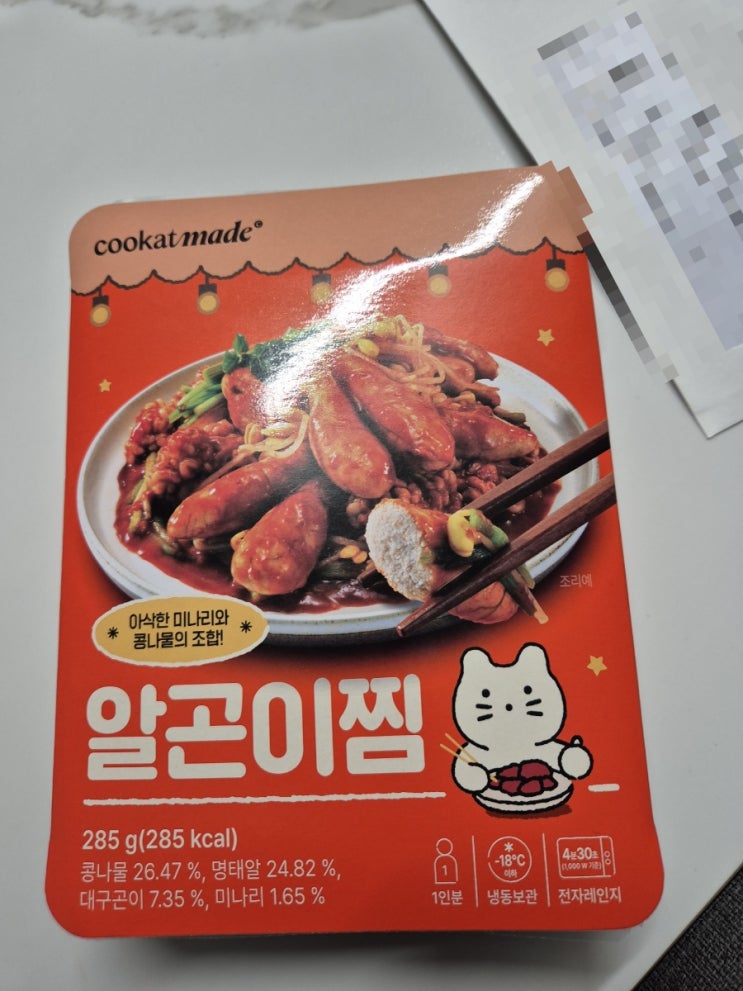 cookatmade
조리예
아삭한 미나리와
콩나물의 조합!
알곤이찜
285 g(285 kcal)
콩나물 26.47 %, 명태알 24.82 %,
대구곤이 7.35 %, 미나리 1.65 %
1
1인분
-18℃
이하
냉동보관
4분30초
(1,000 W 기준)
전자레인지